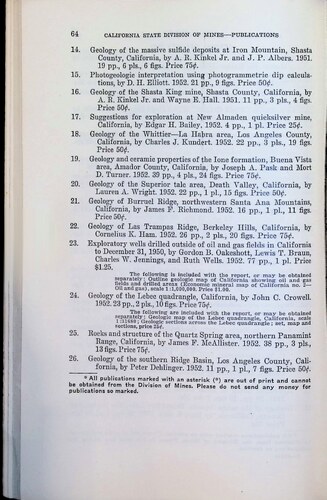 64 CALIFORNIA STATE DIVISION OF MINES—PUBLICATIONS
14. Geology of the massive sulfide deposits at Iron Mountain, Shasta
County, California, by A. R. Kinkel Jr. and J. P. Albers. 1951.
19 pp., 6 pls., 6 figs. Price 75¢.
15. Photogeologic interpretation using photogrammetric dip calcula-
tions, by D. H. Elliott. 1952. 21 pp., 9 figs. Price 50¢.
16. Geology of the Shasta King mine, Shasta County, California, by
A. R. Kinkel Jr. and Wayne E. Hall. 1951. 11 pp., 3 pls., 4 figs.
Price 50¢.
17. Suggestions for exploration at New Almaden quicksilver mine,
California, by Edgar H. Bailey. 1952. 4 pp., 1 pl. Price 25¢.
18. Geology of the Whittier—La Habra area, Los Angeles County,
California, by Charles J. Kundert. 1952. 22 pp., 3 pls., 19 figs.
Price 50¢.
19. Geology and ceramic properties of the Ione formation, Buena Vista
area, Amador County, California, by Joseph A. Pask and Mort
D. Turner. 1952. 39 pp., 4 pls., 24 figs. Price 75¢.
20. Geology of the Superior talc area, Death Valley, California, by
Lauren A. Wright. 1952. 22 pp., 1 pl., 15 figs. Price 50¢.
21. Geology of Burruel Ridge, northwestern Santa Ana Mountains,
California, by James F. Richmond. 1952. 16 pp., 1 pl., 11 figs.
Price 50¢.
22. Geology of Las Trampas Ridge, Berkeley Hills, California, by
Cornelius K. Ham. 1952. 26 pp., 2 pls., 20 figs. Price 75¢.
23. Exploratory wells drilled outside of oil and gas fields in California
to December 31, 1950, by Gordon B. Oakeshott, Lewis T. Braun,
Charles W. Jennings, and Ruth Wells. 1952. 77 pp., 1 pl. Price
$1.25.
The following is included with the report, or may be obtained
separately: Outline geologic map of California showing oil and gas
fields and drilled areas (Economic mineral map of California no. 2—
Oil and gas), scale 1:1,000,000. Price $1.00.
24. Geology of the Lebec quadrangle, California, by John C. Crowell.
1952. 23 pp., 2 pls., 10 figs. Price 75¢.
The following are included with the report, or may be obtained
separately: Geologic map of the Lebec quadrangle, California, scale
Geologic sections across the Lebec quadrangle; set, map and
sections, price 25¢.
25. Rocks and structure of the Quartz Spring area, northern Panamint
Range, California, by James F. McAllister. 1952. 38 pp., 3 pls.,
13 figs. Price 75¢.
26. Geology of the southern Ridge Basin, Los Angeles County, Cali-
fornia, by Peter Dehlinger. 1952. 11 pp., 1 pl., 7 figs. Price 50¢.
* All publications marked with an asterisk (*) are out of print and cannot
be obtained from the Division of Mines. Please do not send any money for
publications so marked.